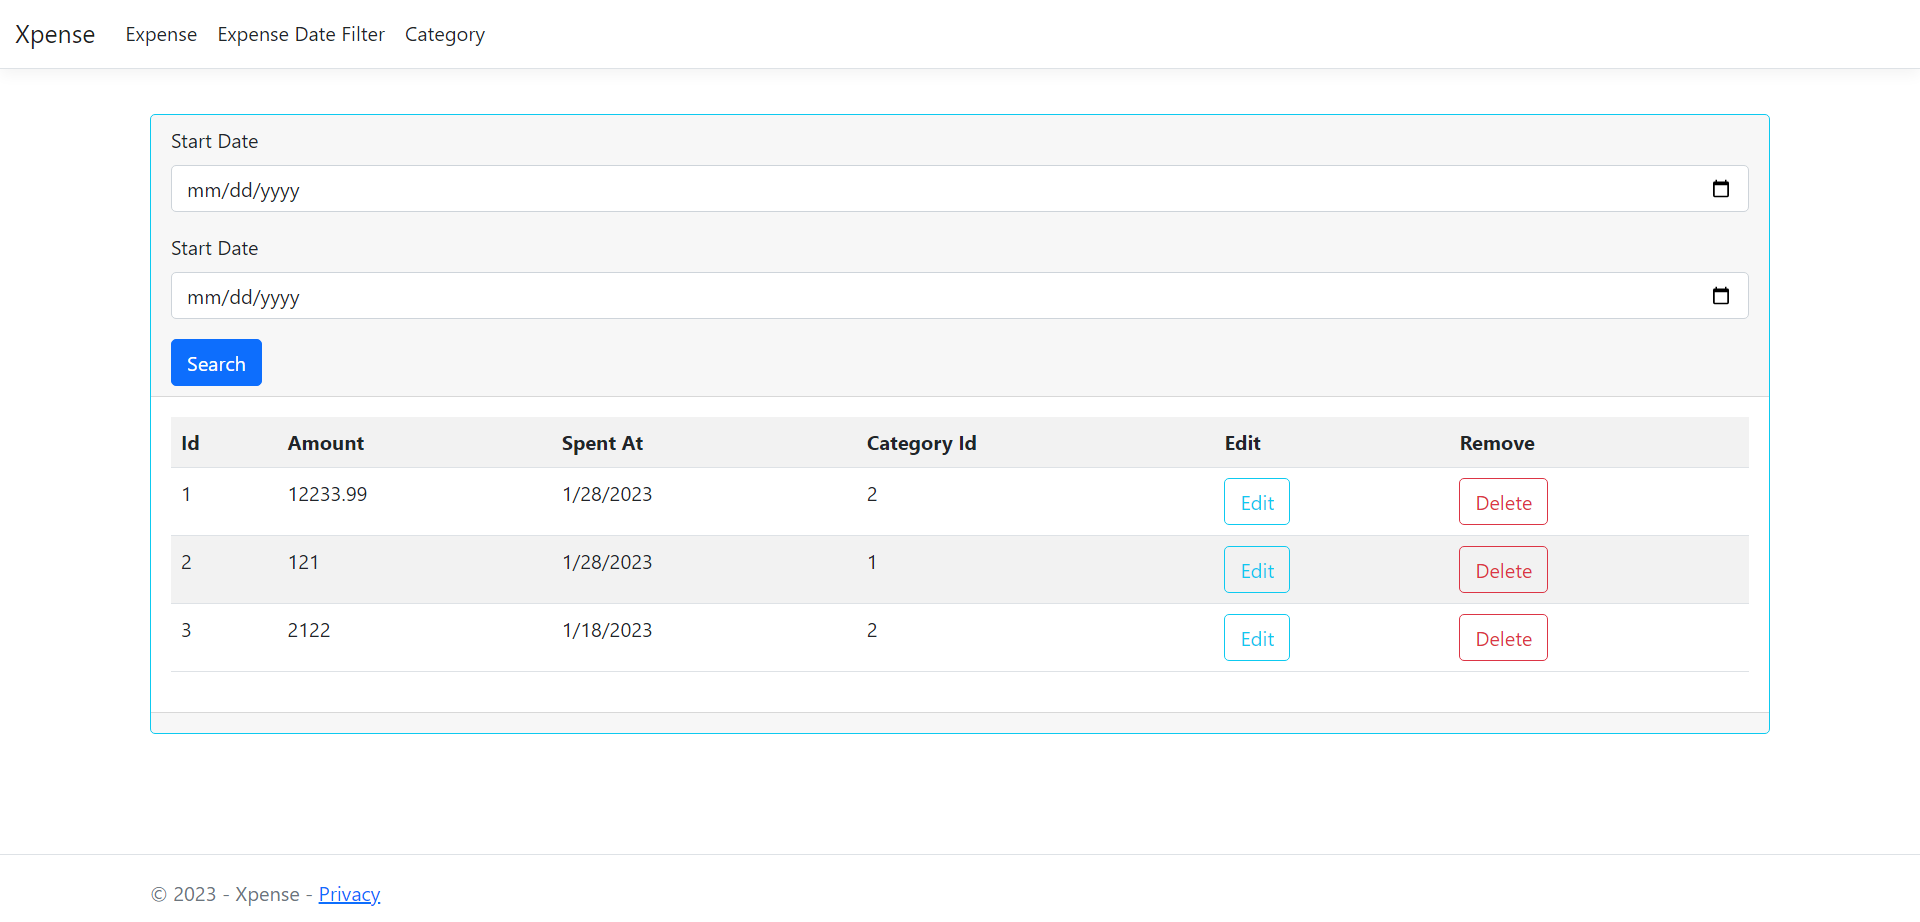 Xpense Expense Expense Date Filter Category
Start Date
mm/dd/yyyy
Start Date
mm/dd/yyyy
Search
Id Amount Spent At Category Id Edit Remove
1 12233.99 1/28/2023 2 Edit Delete
2 121 1/28/2023 1 Edit Delete
3 2122 1/18/2023 2 Edit Delete
© 2023 - Xpense - Privacy